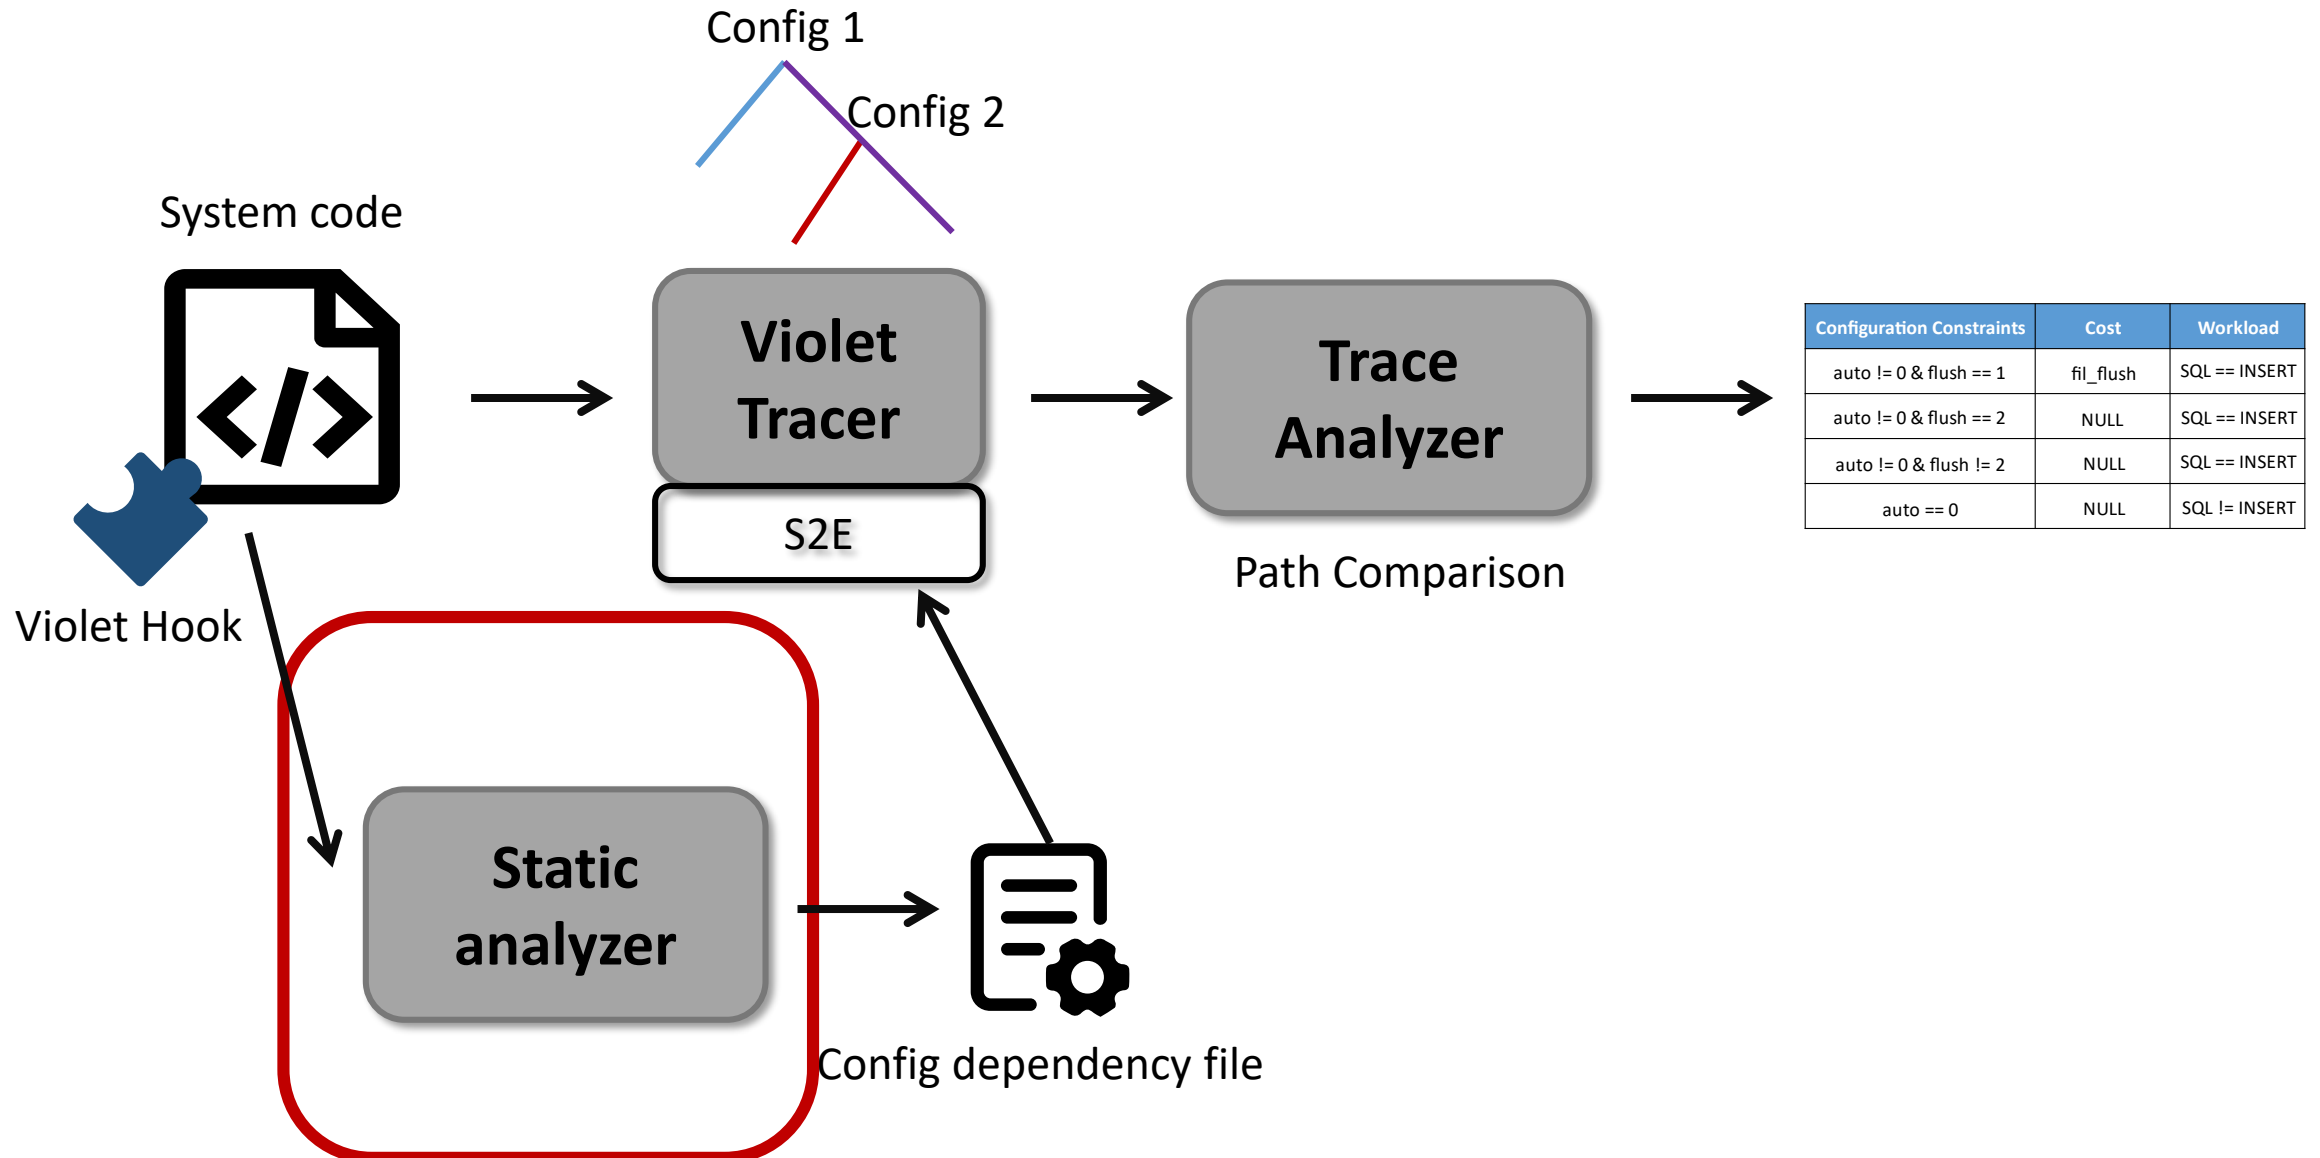 Config 1
Config 2
System code
</>
Violet
Tracer
S2E
Trace
Analyzer
Path Comparison
Configuration Constraints Cost Workload
auto != 0 & flush == 1 fil_flush SQL == INSERT
auto != 0 & flush == 2 NULL SQL == INSERT
auto != 0 & flush != 2 NULL SQL == INSERT
auto == 0 NULL SQL != INSERT
Violet Hook
Static
analyzer
Config dependency file